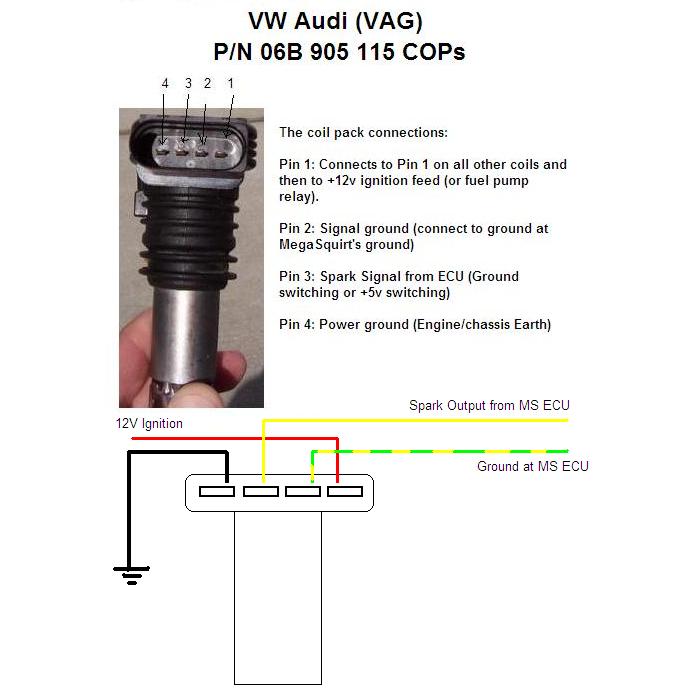 VW Audi (VAG)
P/N 06B 905 115 COPs
4 3 2 1
The coil pack connections:
Pin 1: Connects to Pin 1 on all other coils and
then to +12v ignition feed (or fuel pump
relay).
Pin 2: Signal ground (connect to ground at
MegaSquirt's ground)
Pin 3: Spark Signal from ECU (Ground
switching or +5v switching)
Pin 4: Power ground (Engine/chassis Earth)
Spark Output from MS ECU
12V Ignition
Ground at MS ECU